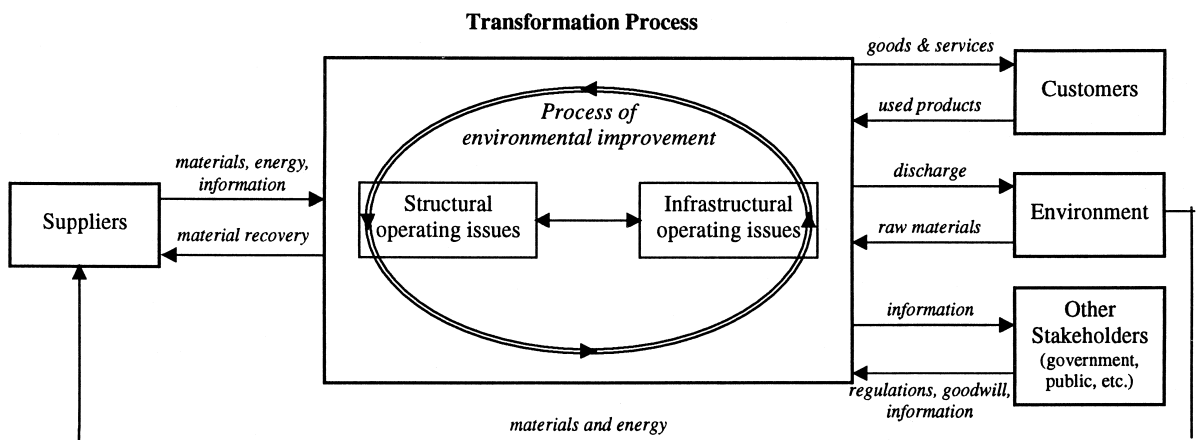 Transformation Process
goods & services
Customers
used products
Process of
environmental improvement
materials, energy,
information
discharge
Suppliers
Structural
operating issues
Infrastructural
operating issues
Environment
material recovery
raw materials
information
Other
Stakeholders
(government,
public, etc.)
regulations, goodwill,
information
materials and energy